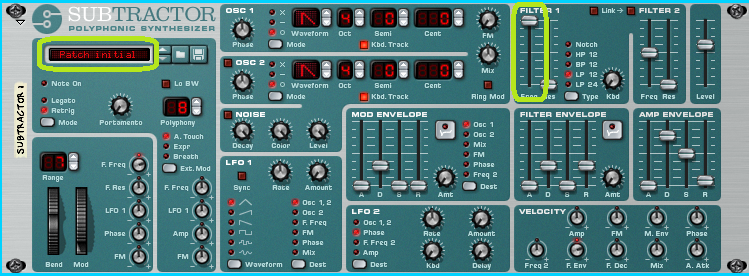 SUBTRACTOR
POLYPHONIC SYNTHESIZER
Patch initial
Note On
Lo BW
Legato
Retrig
Mode
Portamento
Polyphony
8
SUBTRACTOR 1
7
Range
Bend
Mod
F. Freq
F. Res
LFO 1
Phase
FM
A. Touch
Expr
Breath
Ext. Mod
F. Freq
LFO 1
Amp
FM
OSC 1
Phase
Mode
Waveform
4
Oct
0
Semi
0
Cent
Kbd. Track
FM
OSC 2
Phase
Mode
Waveform
4
Oct
0
Semi
0
Cent
Kbd. Track
Mix
Ring Mod
NOISE
Decay
Color
Level
LFO 1
Sync
Rate
Amount
Osc 1, 2
Osc 2
F. Freq
FM
Phase
Mix
Waveform
Dest
MOD ENVELOPE
A
D
S
R
Osc 1
Osc 2
Mix
FM
Phase
Freq 2
Amt
Dest
LFO 2
Osc 1, 2
Phase
F. Freq 2
Amp
Dest
Rate
Amount
Kbd
Delay
FILTER 1
Freq
Res
Link
Notch
HP 12
BP 12
LP 12
LP 24
Type
Kbd
FILTER 2
Freq
Res
Level
FILTER ENVELOPE
A
D
S
R
Amt
AMP ENVELOPE
A
D
S
R
VELOCITY
Amp
FM
M. Env
Phase
Freq 2
F. Env
F. Dec
Mix
A. Atk